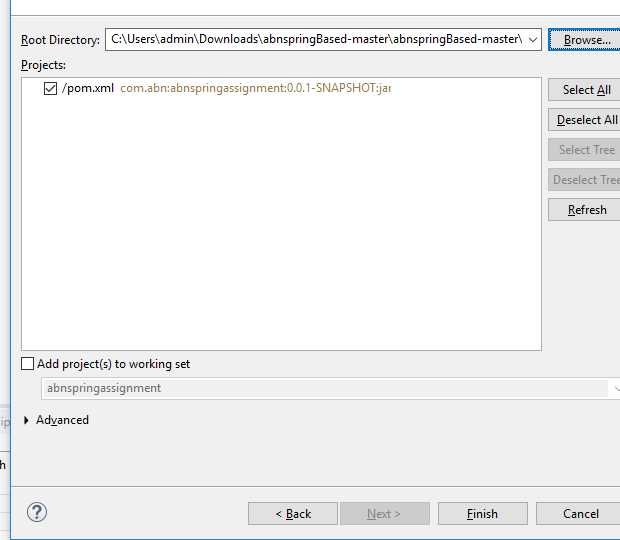 Root Directory: C:\Users\admin\Downloads\abnspringBased-master\abnspringBased-master\ Browse...
Projects:
/pom.xml com.abn:abnspringassignment:0.0.1-SNAPSHOT:jar
Select All
Deselect All
Select Tree
Deselect Tree
Refresh
Add project(s) to working set
abnspringassignment
Advanced
ip
h
? < Back Next > Finish Cancel